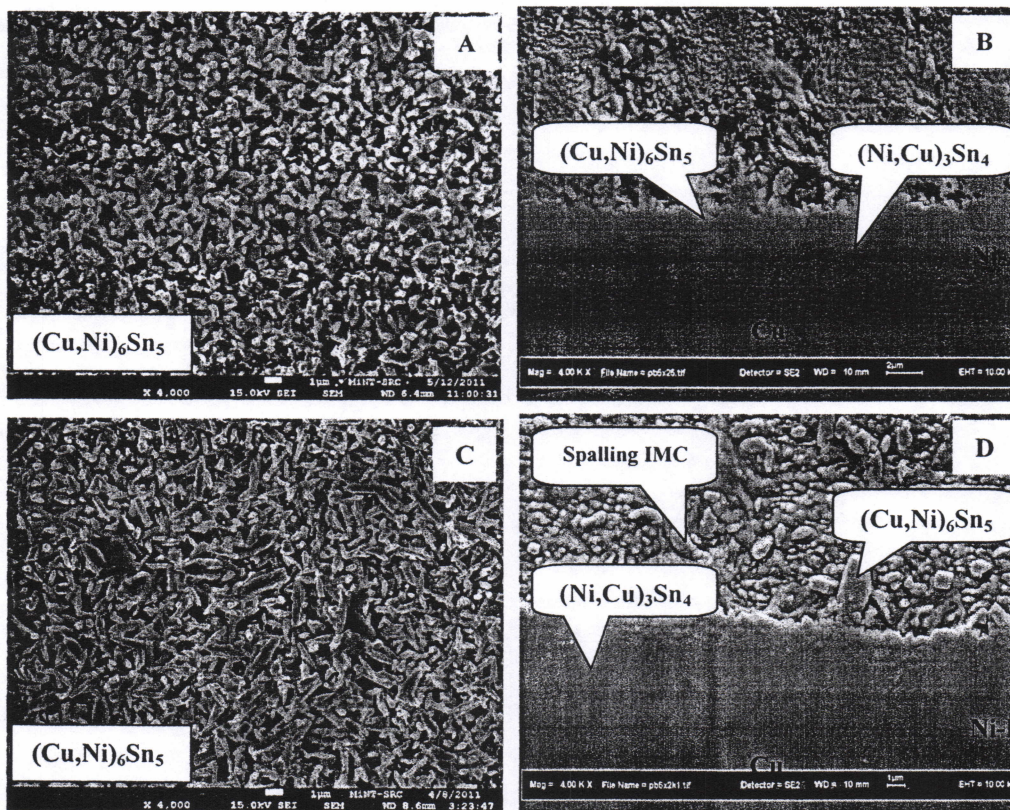 A
(Cu,Ni)₆Sn₅
X 4,000 15.0kV SEI SEM WD 6.4mm 11:00:31
1μm MiNT-SRC 5/12/2011
B
(Cu,Ni)₆Sn₅
(Ni,Cu)₃Sn₄
Cu
Mag = 4.00 K X File Name = pb5x25.tif Detector = SE2 WD = 10 mm 2μm EHT = 10.00
C
(Cu,Ni)₆Sn₅
1μm MiNT-SRC 4/8/2011
X 4,000 15.0kV SEI SEM WD 8.6mm 3:23:47
D
Spalling IMC
(Cu,Ni)₆Sn₅
(Ni,Cu)₃Sn₄
Ni-
Cu
Mag = 4.00 K X File Name = pb5x2k1.tif Detector = SE2 WD = 10 mm 1μm EHT = 10.00